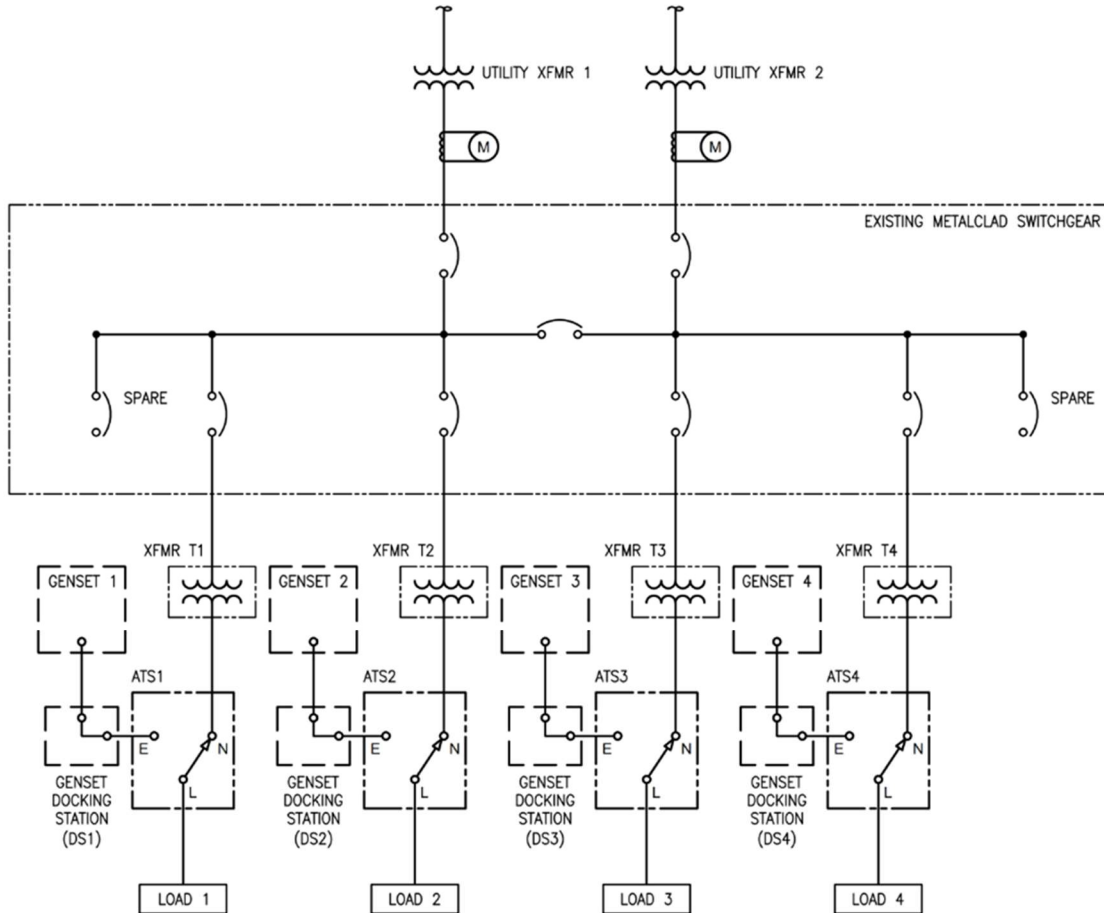 UTILITY XFMR 1
UTILITY XFMR 2
M
M
EXISTING METALCLAD SWITCHGEAR
SPARE
SPARE
XFMR T1
XFMR T2
XFMR T3
XFMR T4
GENSET 1
GENSET 2
GENSET 3
GENSET 4
ATS1
ATS2
ATS3
ATS4
E
N
E
N
E
N
E
N
L
L
L
L
GENSET
DOCKING
STATION
(DS1)
GENSET
DOCKING
STATION
(DS2)
GENSET
DOCKING
STATION
(DS3)
GENSET
DOCKING
STATION
(DS4)
LOAD 1
LOAD 2
LOAD 3
LOAD 4